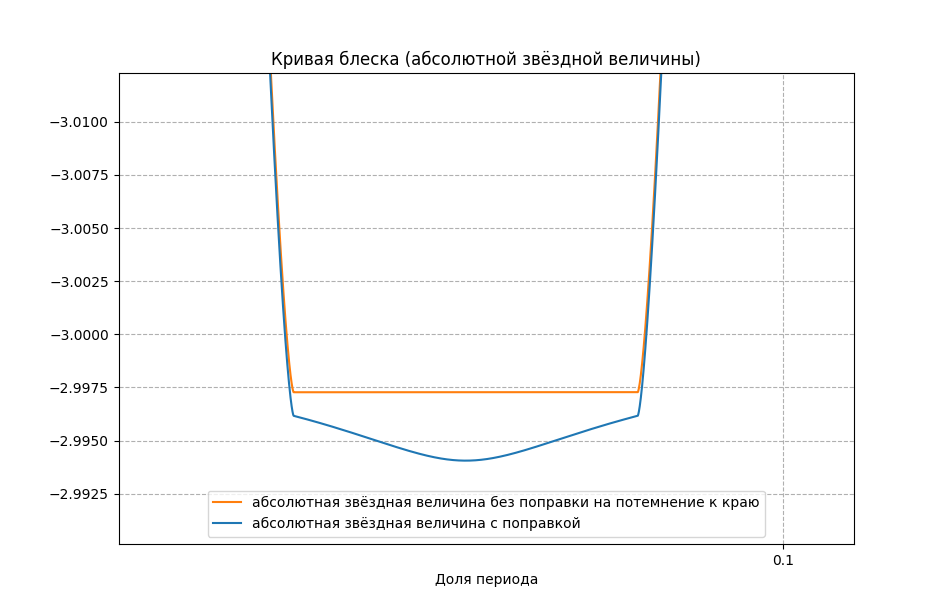 Кривая блеска (абсолютной звёздной величины)
−3.0100
−3.0075
−3.0050
−3.0025
−3.0000
−2.9975
−2.9950
−2.9925
абсолютная звёздная величина без поправки на потемнение к краю
абсолютная звёздная величина с поправкой
0.1
Доля периода